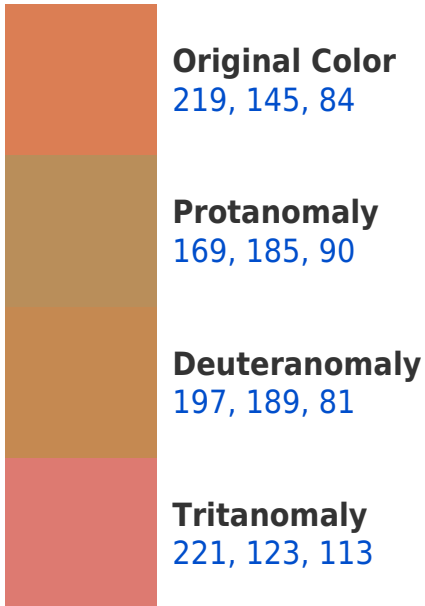 Original Color
219, 145, 84
Protanomaly
169, 185, 90
Deuteranomaly
197, 189, 81
Tritanomaly
221, 123, 113